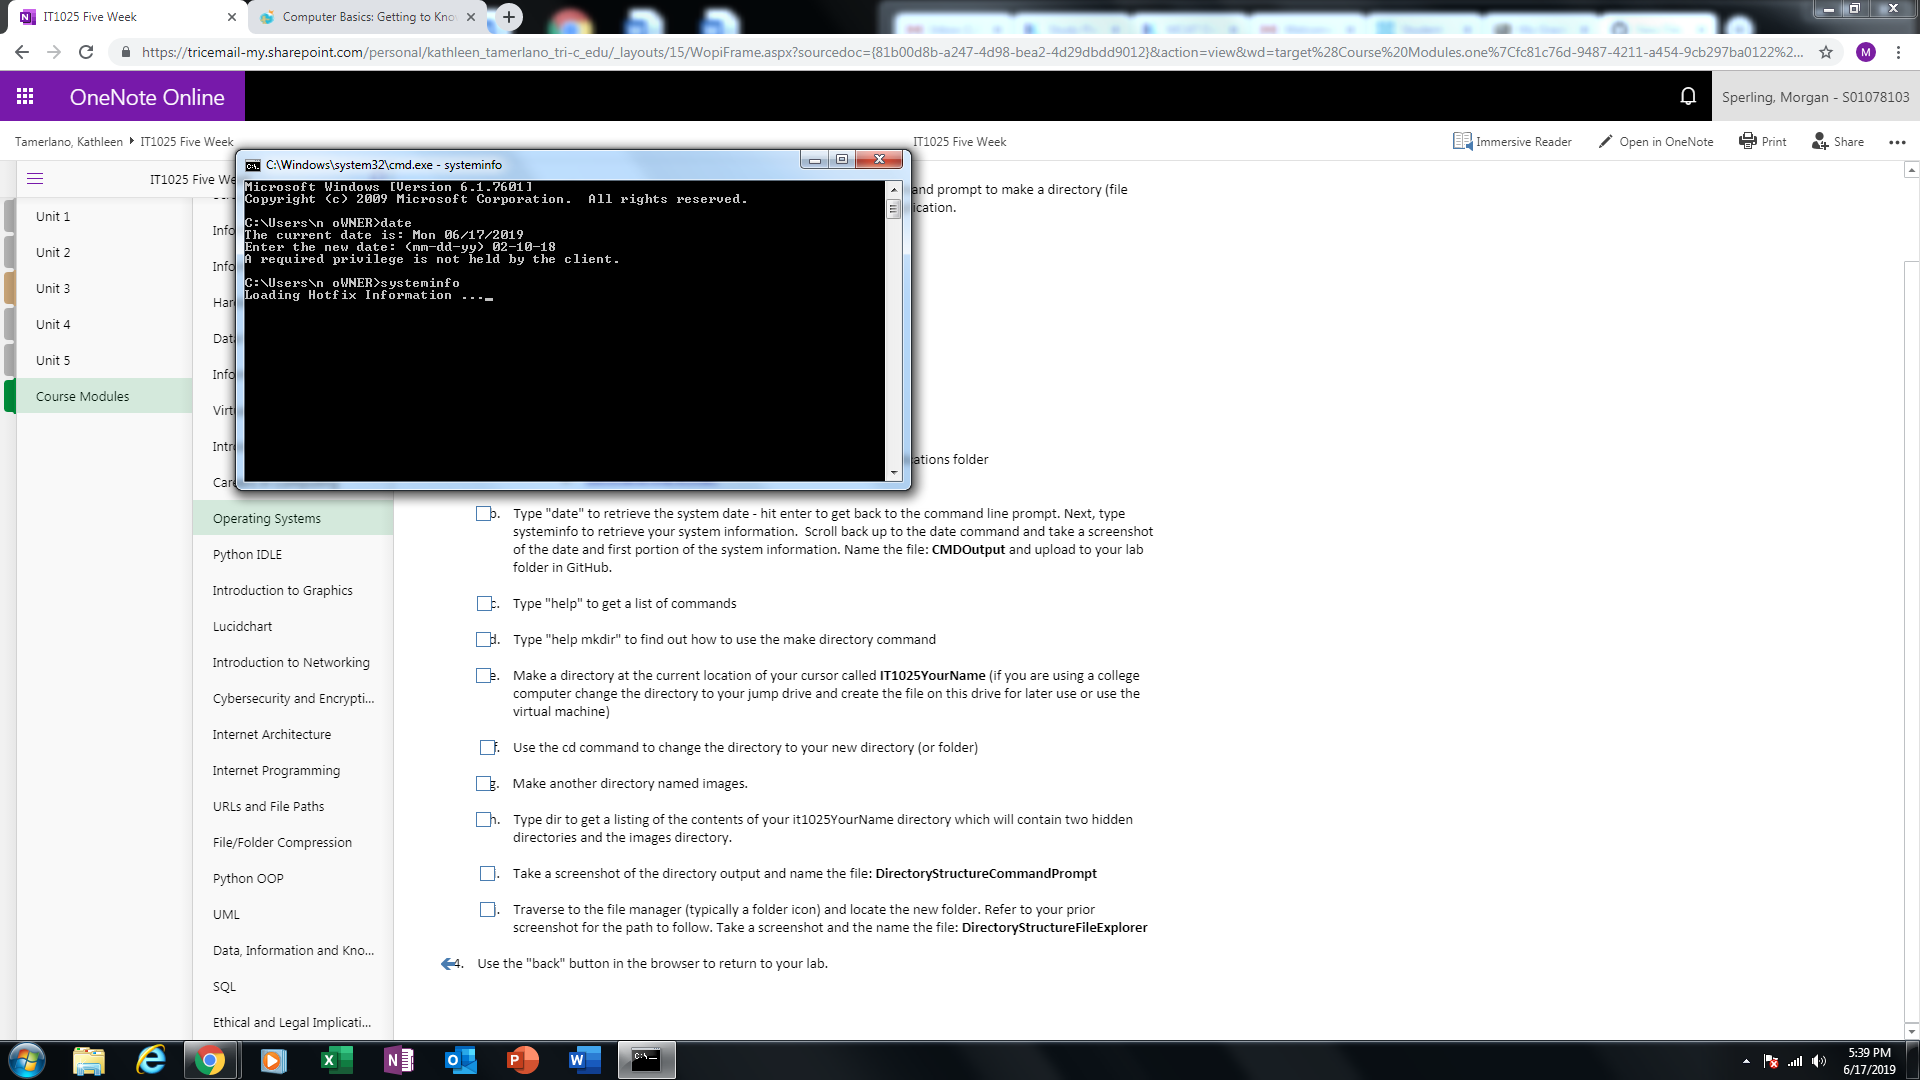 IT1025 Five Week
Computer Basics: Getting to Kno
https://tricemail-my.sharepoint.com/personal/kathleen_tamerlano_tri-c_edu/_layouts/15/WopiFrame.aspx?sourcedoc={81b00d8b-a247-4d98-bea2-4d29dbdd9012}&action=view&wd=target%28Course%20Modules.one%7Cfc81c76d-9487-4211-a454-9cb297ba0122%2...
M
OneNote Online
Sperling, Morgan - S01078103
Tamerlano, Kathleen
IT1025 Five Week
IT1025 Five Week
Immersive Reader
Open in OneNote
Print
Share
IT1025 Five We
Unit 1
Unit 2
Unit 3
Unit 4
Unit 5
Course Modules
Info
Info
Har
Data
Info
Virtu
Intro
Care
Operating Systems
Python IDLE
Introduction to Graphics
Lucidchart
Introduction to Networking
Cybersecurity and Encrypti...
Internet Architecture
Internet Programming
URLs and File Paths
File/Folder Compression
Python OOP
UML
Data, Information and Kno...
SQL
Ethical and Legal Implicati...
C:\Windows\system32\cmd.exe - systeminfo
Microsoft Windows [Version 6.1.7601]
Copyright (c) 2009 Microsoft Corporation.  All rights reserved.
C:\Users\n oWNER>date
The current date is: Mon 06/17/2019
Enter the new date: (mm-dd-yy) 02-10-18
A required privilege is not held by the client.
C:\Users\n oWNER>systeminfo
Loading Hotfix Information ..._
and prompt to make a directory (file
ication.
ations folder
b. Type "date" to retrieve the system date - hit enter to get back to the command line prompt. Next, type
systeminfo to retrieve your system information.  Scroll back up to the date command and take a screenshot
of the date and first portion of the system information. Name the file: CMDOutput and upload to your lab
folder in GitHub.
c. Type "help" to get a list of commands
d. Type "help mkdir" to find out how to use the make directory command
e. Make a directory at the current location of your cursor called IT1025YourName (if you are using a college
computer change the directory to your jump drive and create the file on this drive for later use or use the
virtual machine)
f. Use the cd command to change the directory to your new directory (or folder)
g. Make another directory named images.
h. Type dir to get a listing of the contents of your it1025YourName directory which will contain two hidden
directories and the images directory.
. Take a screenshot of the directory output and name the file: DirectoryStructureCommandPrompt
j. Traverse to the file manager (typically a folder icon) and locate the new folder. Refer to your prior
screenshot for the path to follow. Take a screenshot and the name the file: DirectoryStructureFileExplorer
4. Use the "back" button in the browser to return to your lab.
5:39 PM
6/17/2019